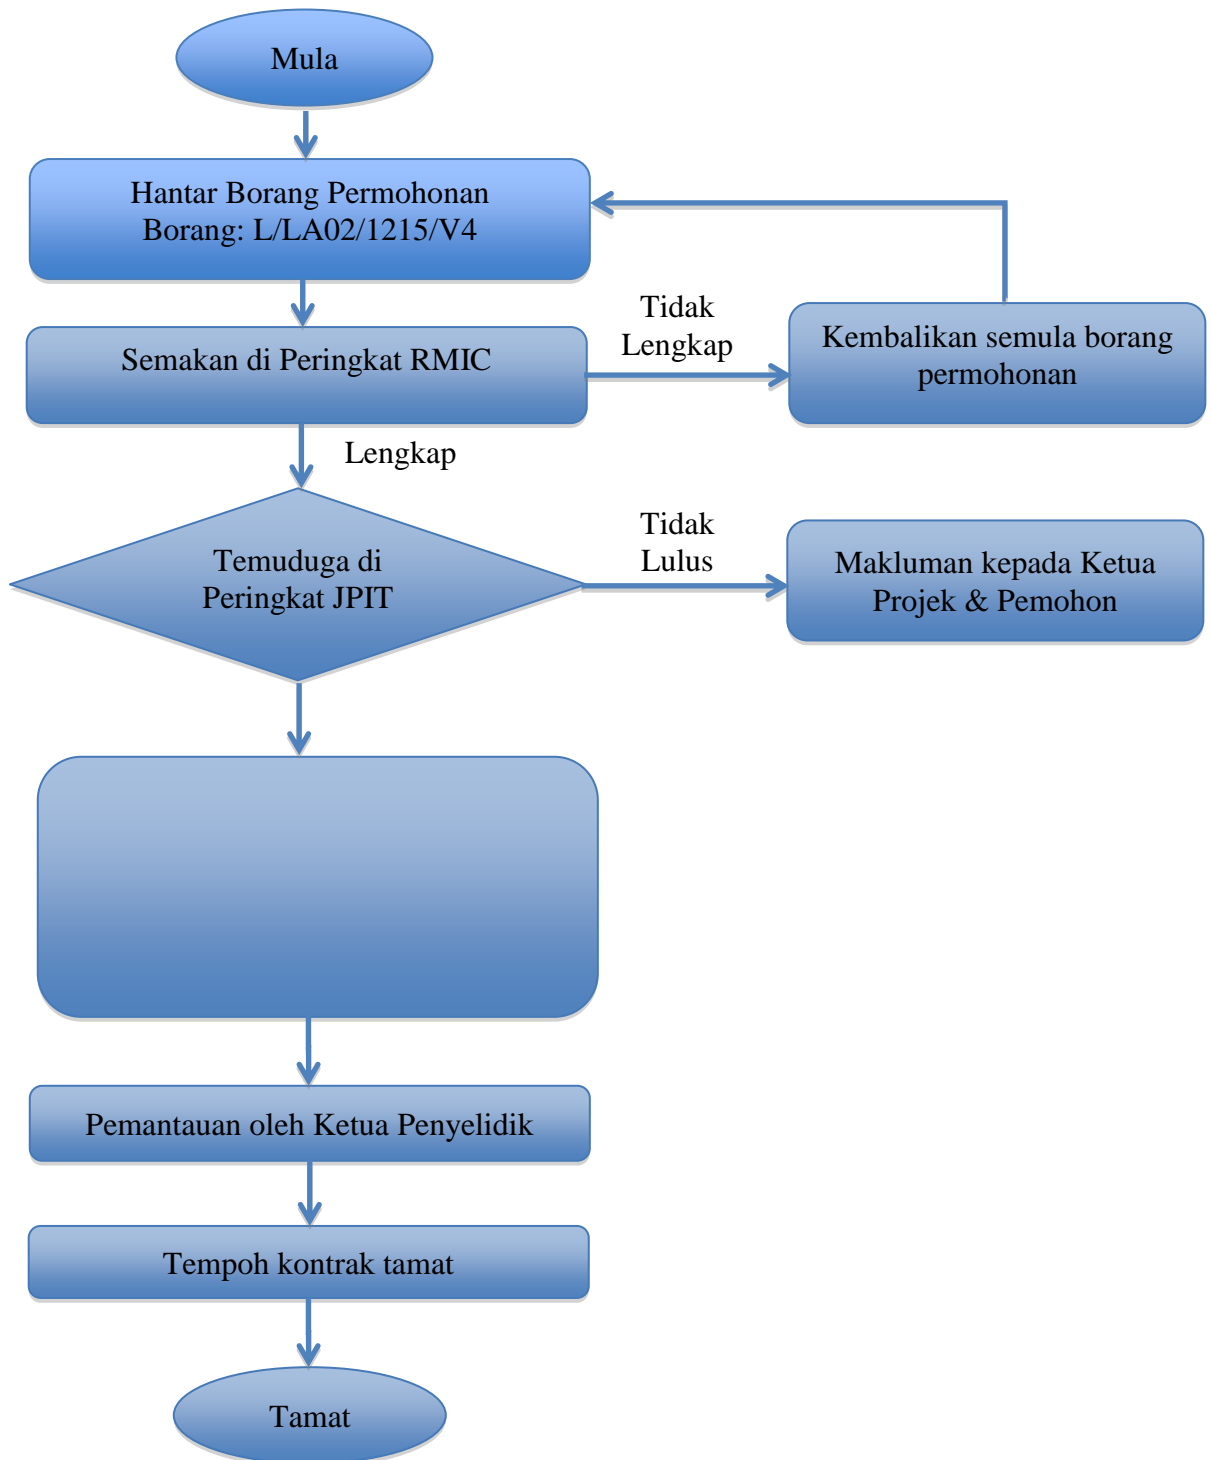 Mula
Hantar Borang Permohonan
Borang: L/LA02/1215/V4
Semakan di Peringkat RMIC
Tidak
Lengkap
Kembalikan semula borang
permohonan
Lengkap
Temuduga di
Peringkat JPIT
Tidak
Lulus
Makluman kepada Ketua
Projek & Pemohon
Pemantauan oleh Ketua Penyelidik
Tempoh kontrak tamat
Tamat